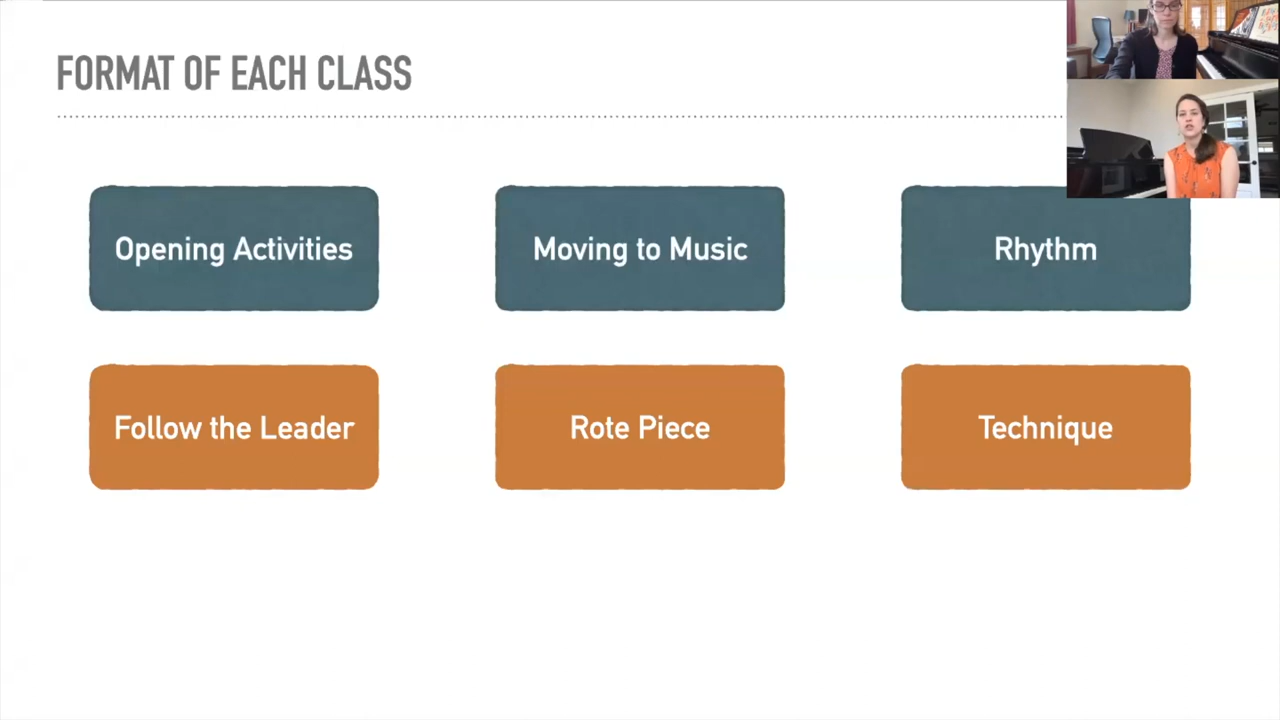 FORMAT OF EACH CLASS
Opening Activities
Moving to Music
Rhythm
Follow the Leader
Rote Piece
Technique